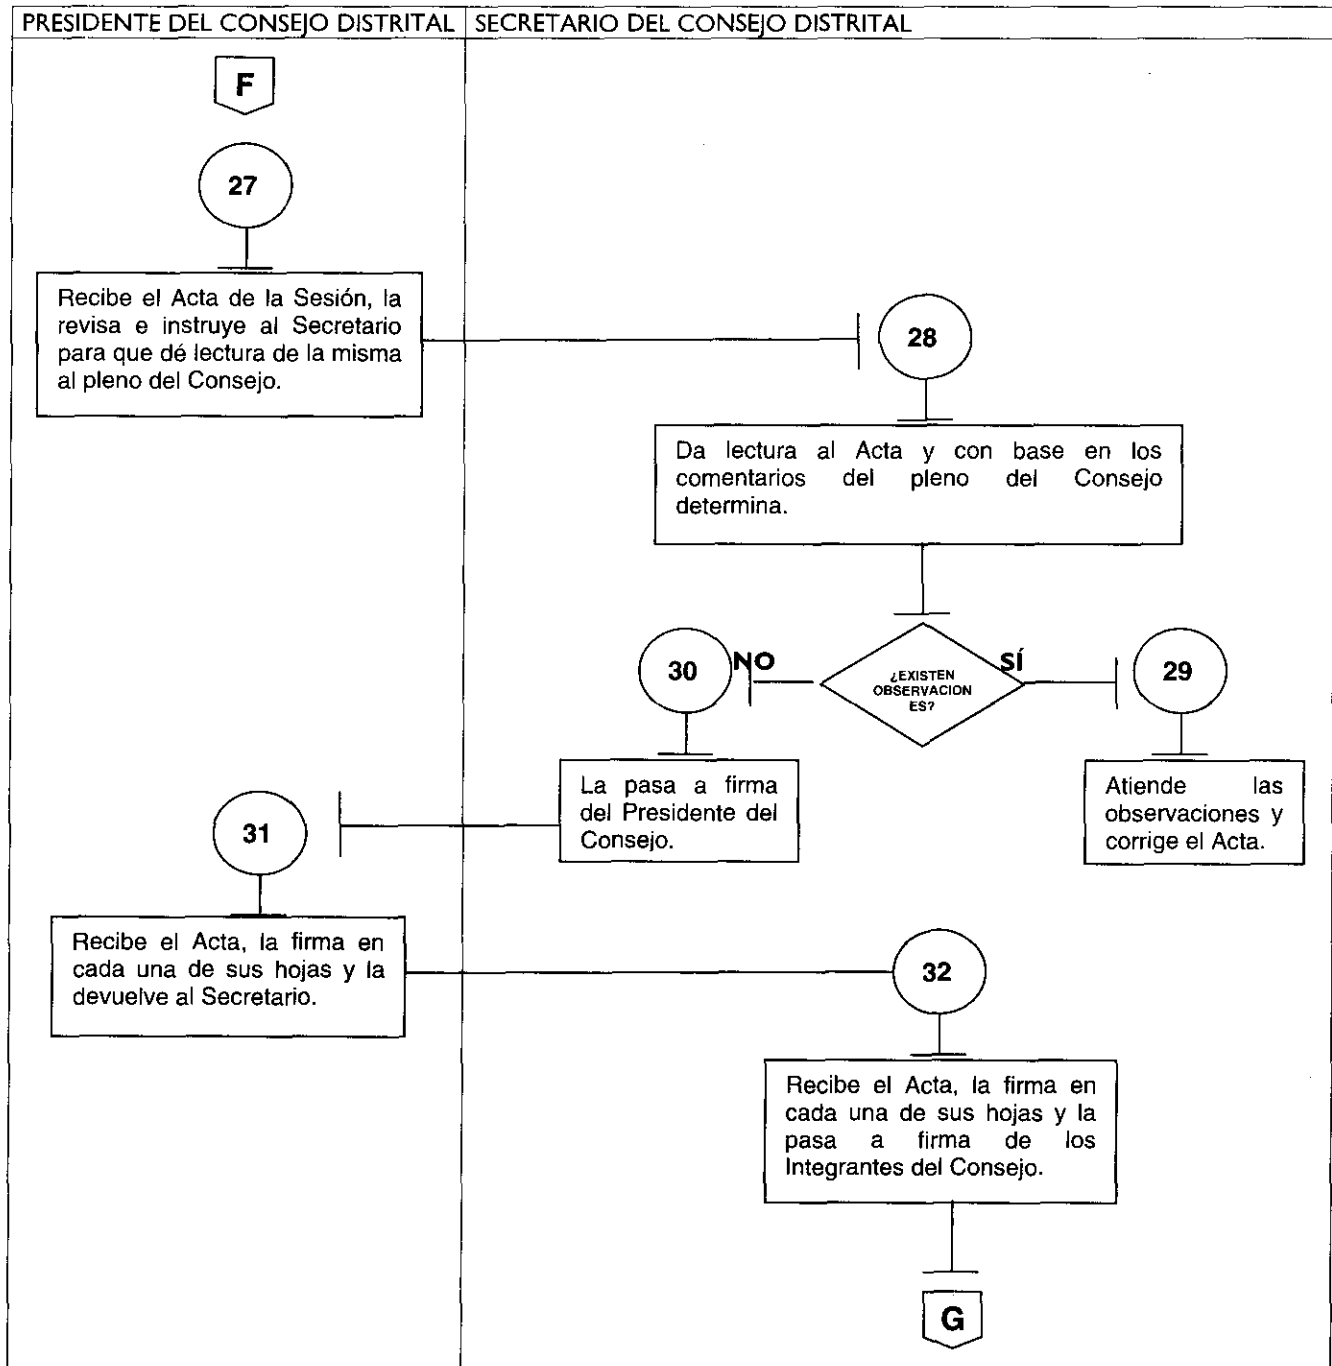 PRESIDENTE DEL CONSEJO DISTRITAL
SECRETARIO DEL CONSEJO DISTRITAL
F
27
Recibe el Acta de la Sesión, la
revisa e instruye al Secretario
para que dé lectura de la misma
al pleno del Consejo.
28
Da lectura al Acta y con base en los
comentarios del pleno del Consejo
determina.
¿EXISTEN
OBSERVACION
ES?
NO
SÍ
30
29
La pasa a firma
del Presidente del
Consejo.
Atiende las
observaciones y
corrige el Acta.
31
Recibe el Acta, la firma en
cada una de sus hojas y la
devuelve al Secretario.
32
Recibe el Acta, la firma en
cada una de sus hojas y la
pasa a firma de los
Integrantes del Consejo.
G